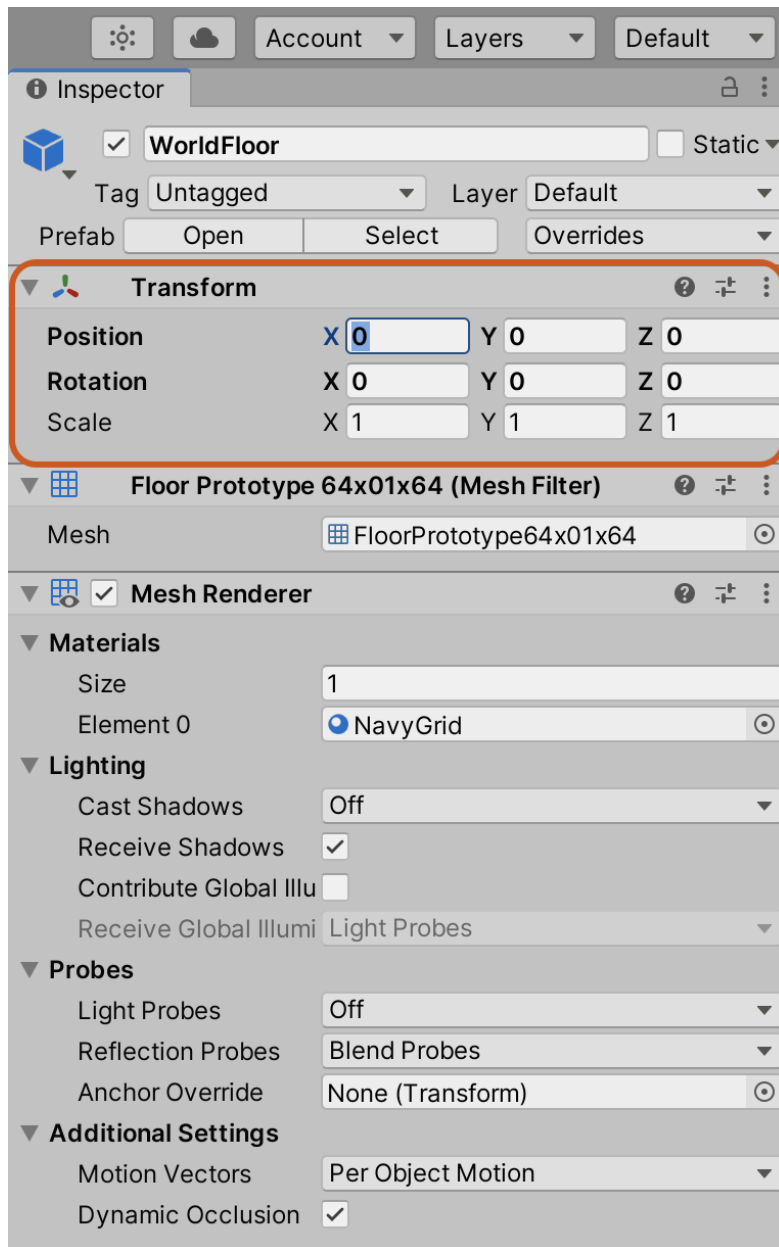 Account Layers Default
Inspector
WorldFloor Static
Tag Untagged Layer Default
Prefab Open Select Overrides
Transform
Position X 0 Y 0 Z 0
Rotation X 0 Y 0 Z 0
Scale X 1 Y 1 Z 1
Floor Prototype 64x01x64 (Mesh Filter)
Mesh FloorPrototype64x01x64
Mesh Renderer
Materials
Size 1
Element 0 NavyGrid
Lighting
Cast Shadows Off
Receive Shadows
Contribute Global Illu
Receive Global Illumi Light Probes
Probes
Light Probes Off
Reflection Probes Blend Probes
Anchor Override None (Transform)
Additional Settings
Motion Vectors Per Object Motion
Dynamic Occlusion